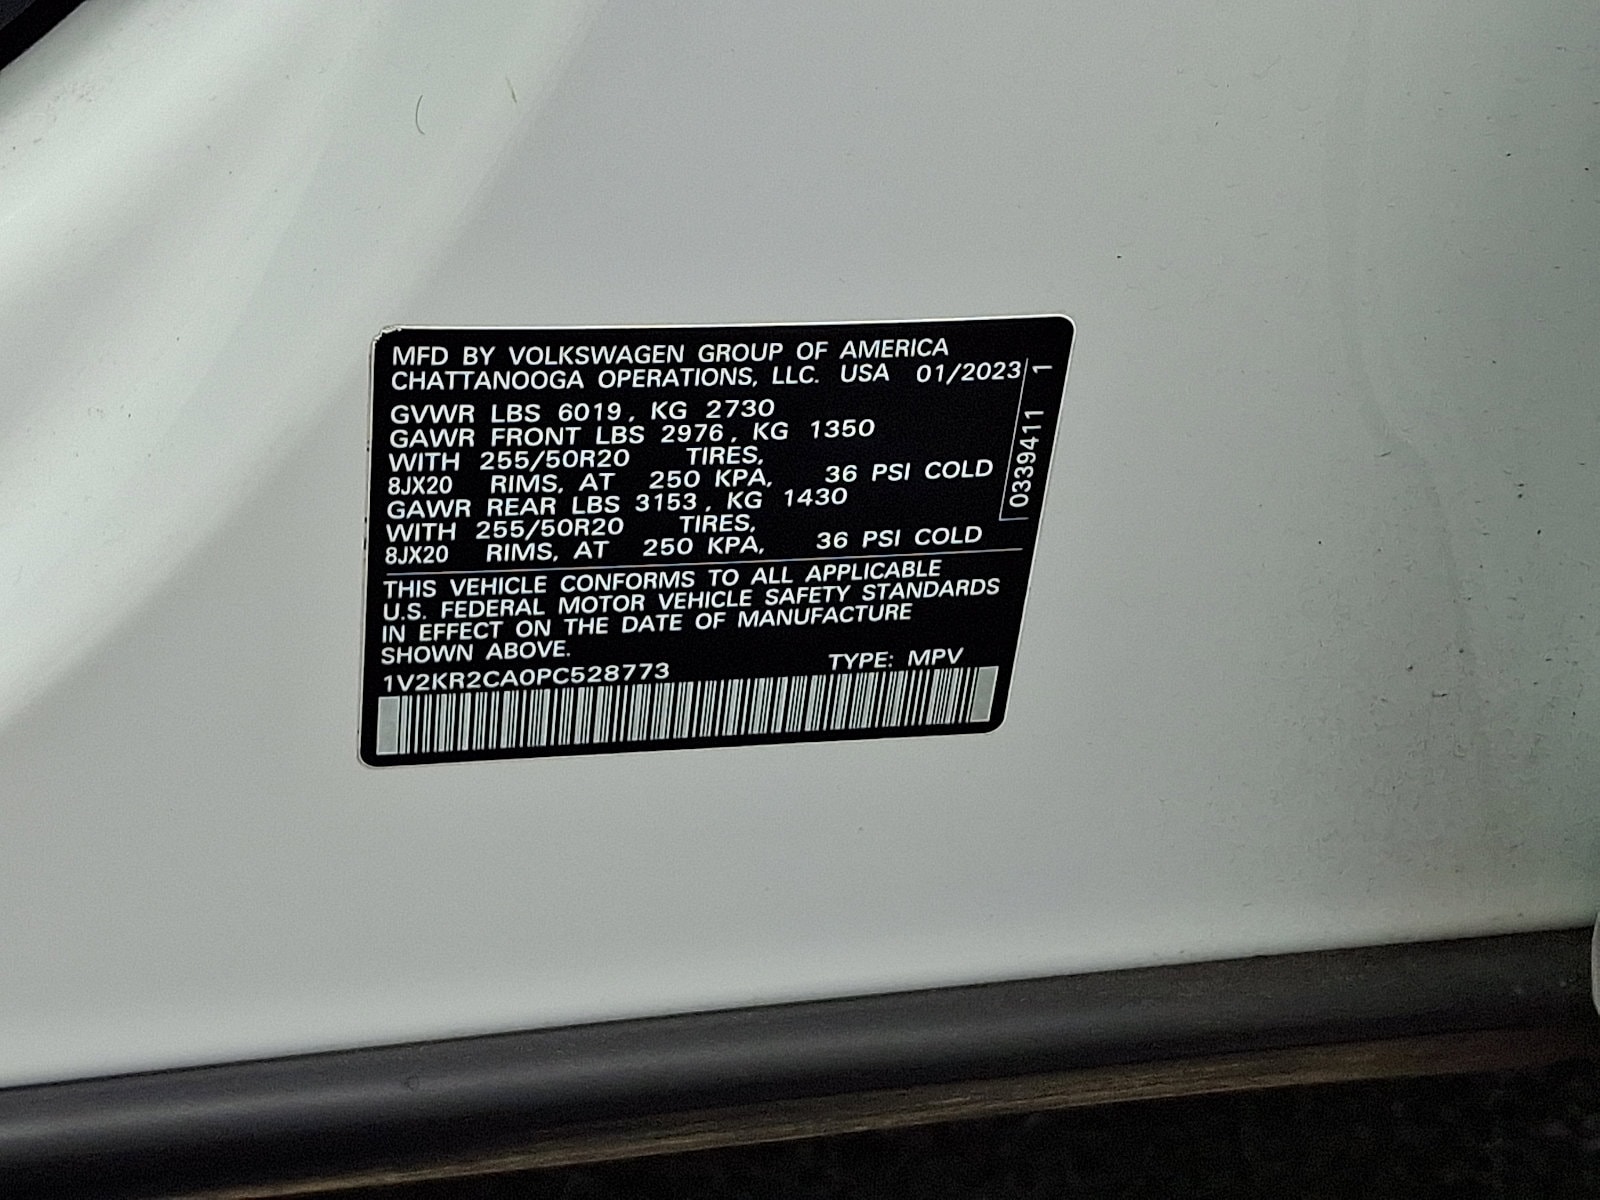 MFD BY VOLKSWAGEN GROUP OF AMERICA
CHATTANOOGA OPERATIONS, LLC. USA 01/2023
GVWR LBS 6019, KG 2730
GAWR FRONT LBS 2976, KG 1350
WITH 255/50R20 TIRES,
8JX20 RIMS, AT 250 KPA, 36 PSI COLD
GAWR REAR LBS 3153, KG 1430
WITH 255/50R20 TIRES,
8JX20 RIMS, AT 250 KPA, 36 PSI COLD
THIS VEHICLE CONFORMS TO ALL APPLICABLE
U.S. FEDERAL MOTOR VEHICLE SAFETY STANDARDS
IN EFFECT ON THE DATE OF MANUFACTURE
SHOWN ABOVE.
1V2KR2CA0PC528773 TYPE: MPV
0339411 1